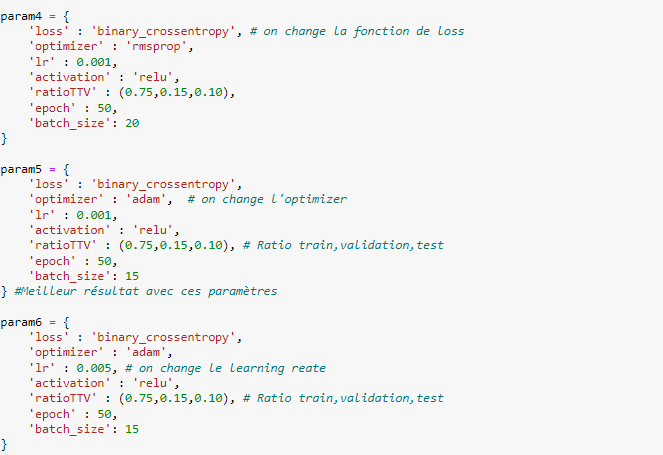 param4 = {
    'loss' : 'binary_crossentropy', # on change la fonction de loss
    'optimizer' : 'rmsprop',
    'lr' : 0.001,
    'activation' : 'relu',
    'ratioTTV' : (0.75,0.15,0.10),
    'epoch' : 50,
    'batch_size': 20
}

param5 = {
    'loss' : 'binary_crossentropy',
    'optimizer' : 'adam',  # on change l'optimizer
    'lr' : 0.001,
    'activation' : 'relu',
    'ratioTTV' : (0.75,0.15,0.10), # Ratio train,validation,test
    'epoch' : 50,
    'batch_size': 15
} #Meilleur résultat avec ces paramètres

param6 = {
    'loss' : 'binary_crossentropy',
    'optimizer' : 'adam',
    'lr' : 0.005, # on change le learning reate
    'activation' : 'relu',
    'ratioTTV' : (0.75,0.15,0.10), # Ratio train,validation,test
    'epoch' : 50,
    'batch_size': 15
}